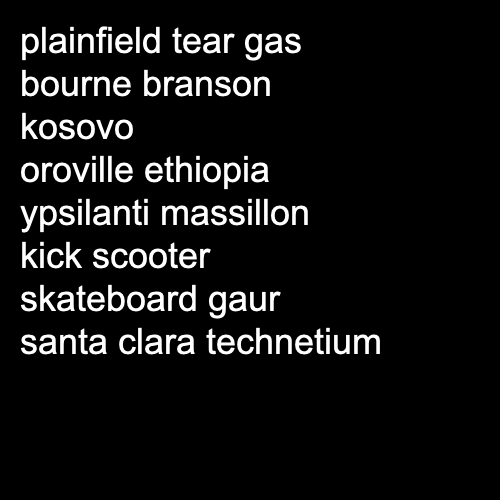 plainfield tear gas
bourne branson
kosovo
oroville ethiopia
ypsilanti massillon
kick scooter
skateboard gaur
santa clara technetium